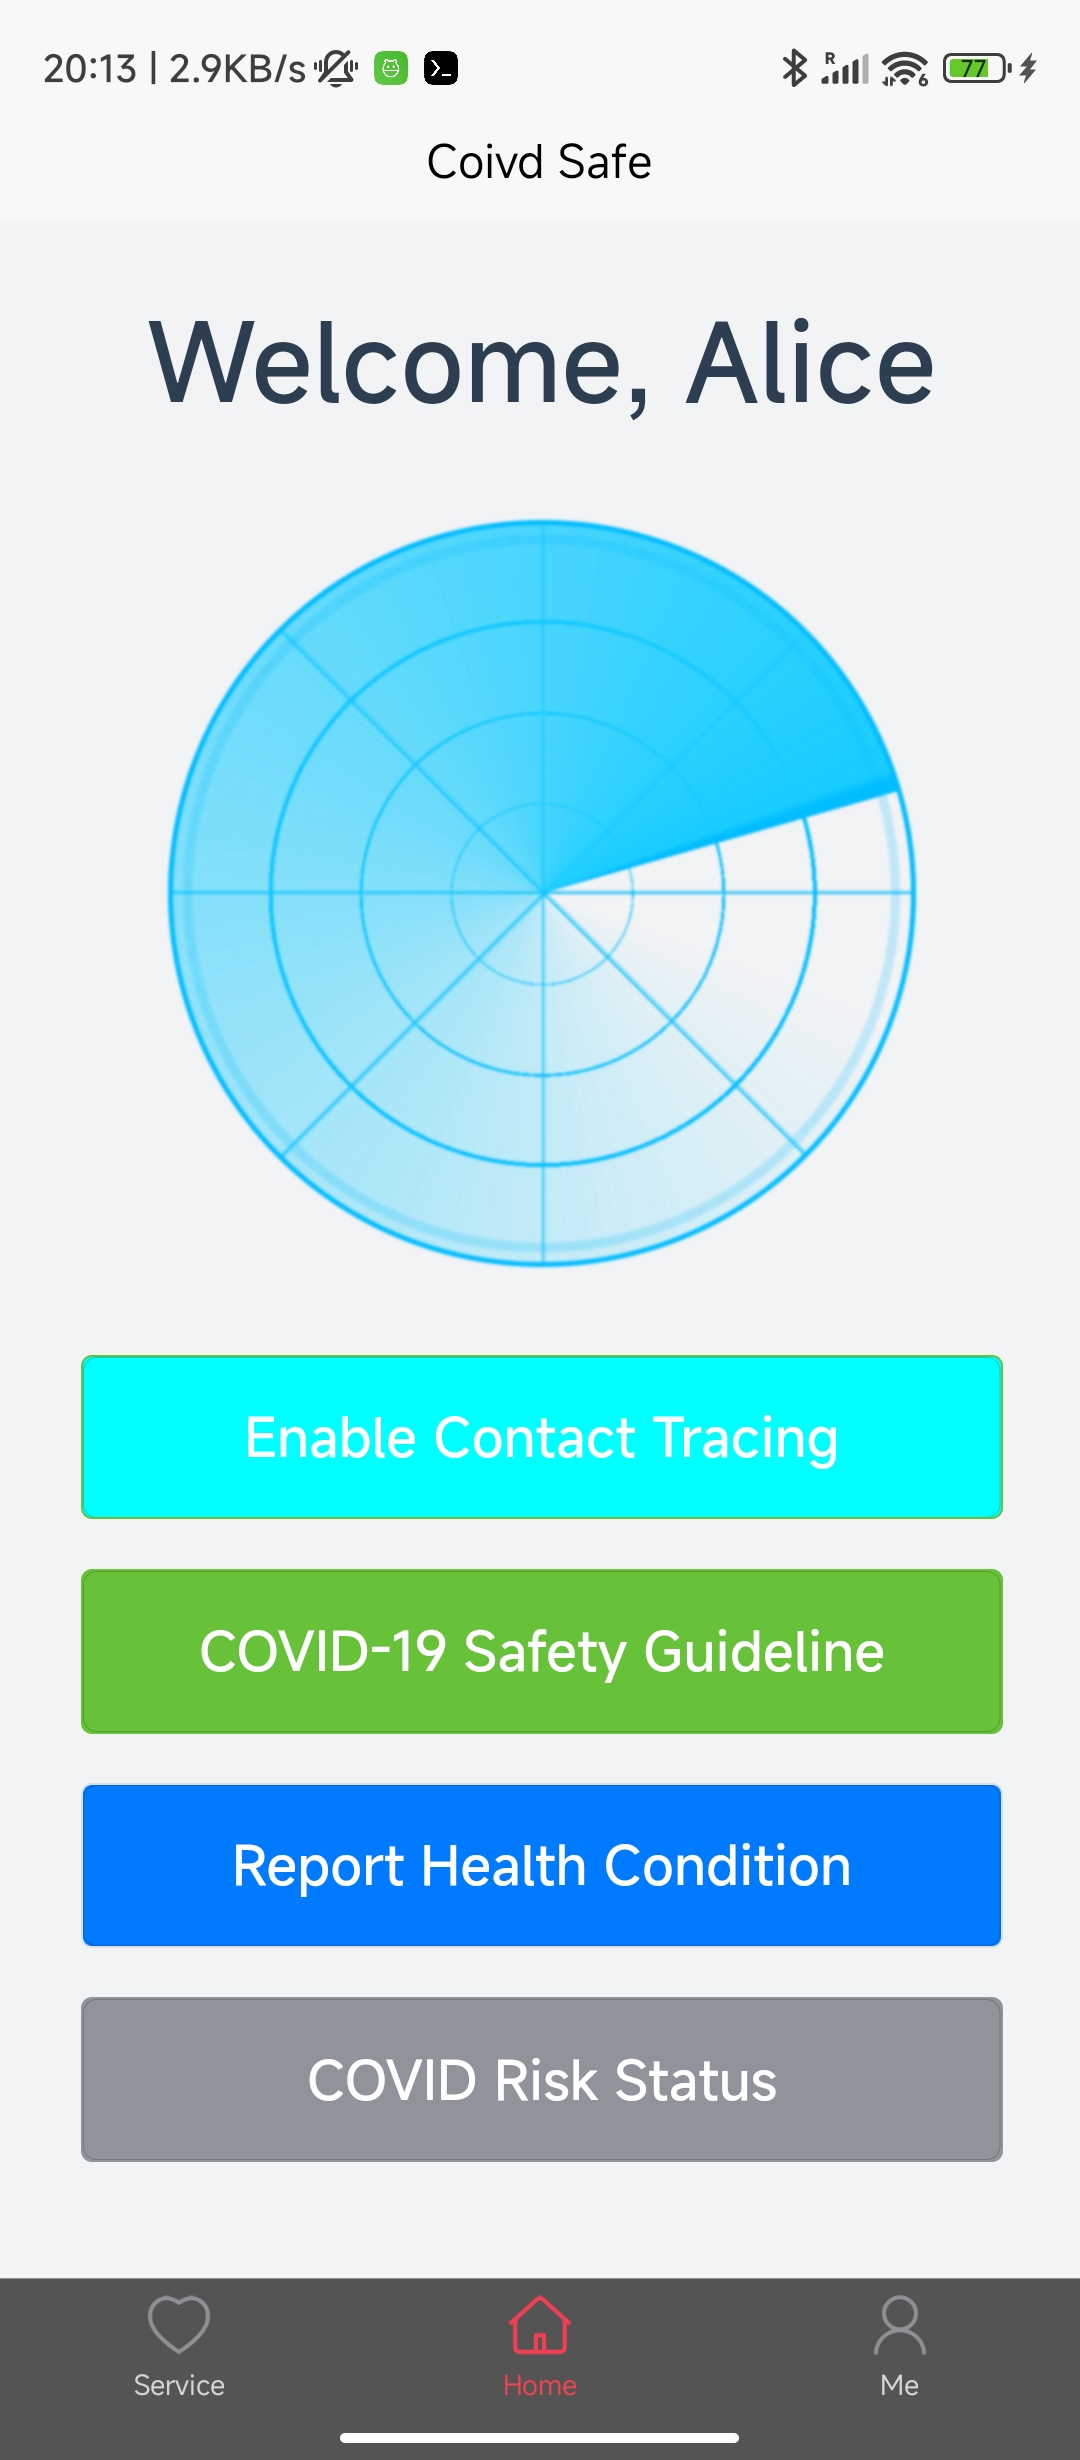 20:13 | 2.9KB/s
R
6
77
Coivd Safe
Welcome, Alice
Enable Contact Tracing
COVID-19 Safety Guideline
Report Health Condition
COVID Risk Status
Service
Home
Me